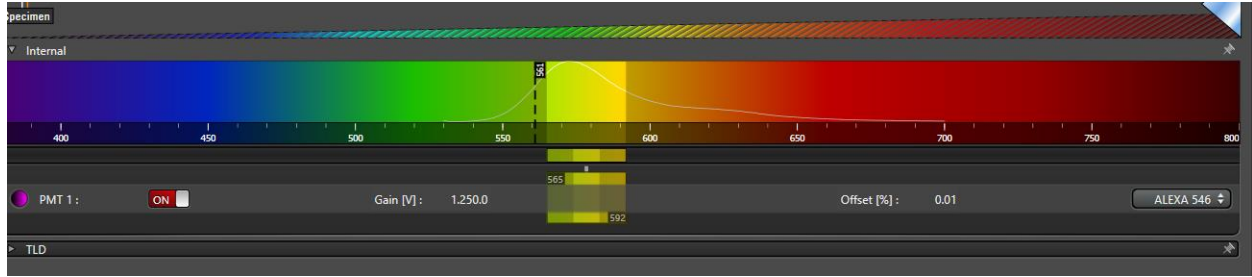 Specimen
Internal
561
400 450 500 550 600 650 700 750 800
565
PMT 1 : ON Gain [V] : 1.250.0 Offset [%] : 0.01 ALEXA 546
592
TLD